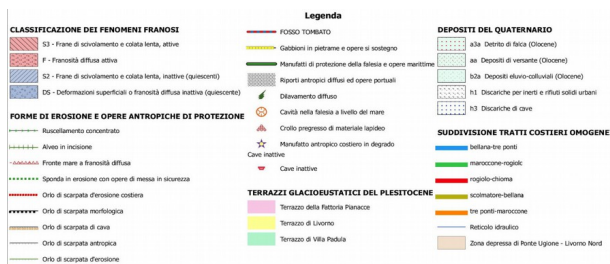 Legenda
CLASSIFICAZIONE DEI FENOMENI FRANOSI
S3 - Frane di scivolamento e colata lenta, attive
F - Franosità diffusa attiva
S2 - Frane di scivolamento e colata lenta, inattive (quiescenti)
DS - Deformazioni superficiali o franosità diffusa inattiva (quiescente)
FORME DI EROSIONE E OPERE ANTROPICHE DI PROTEZIONE
Ruscellamento concentrato
Alveo in incisione
Fronte mare a franosità diffusa
Sponda in erosione con opere di messa in sicurezza
Orlo di scarpata d'erosione costiera
Orlo di scarpata morfologica
Orlo di scarpata di cava
Orlo di scarpata antropica
Orlo di scarpata d'erosione
FOSSO TOMBATO
Gabbioni in pietrame e opere si sostegno
Manufatti di protezione della falesia e opere marittime
Riporti antropici diffusi ed opere portuali
Dilavamento diffuso
Cavità nella falesia a livello del mare
Crollo pregresso di materiale lapideo
Manufatto antropico costiero in degrado
Cave inattive
Cave inattive
TERRAZZI GLACIOEUSTATICI DEL PLESITOCENE
Terrazzo della Fattoria Pianacce
Terrazzo di Livorno
Terrazzo di Villa Padula
DEPOSITI DEL QUATERNARIO
a3a Detrito di falca (Olocene)
aa Depositi di versante (Olocene)
b2a Depositi eluvio-colluviali (Olocene)
h1 Discariche per inerti e rifiuti solidi urbani
h3 Discariche di cave
SUDDIVISIONE TRATTI COSTIERI OMOGENE
bellana-tre ponti
maroccone-rogiolc
rogiolo-chioma
scolmatore-bellana
tre ponti-maroccone
Reticolo idraulico
Zona depressa di Ponte Ugione - Livorno Nord